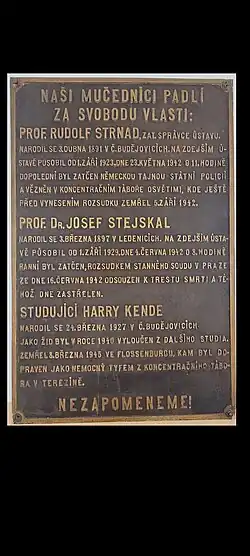 NAŠI MUČEDNÍCI PADLÍ
ZA SVOBODU VLASTI:
PROF. RUDOLF STRNAD, ZAT. SPRÁVCE ÚSTAVU.
NARODIL SE 3. DUBNA 1891 V Č. BUDĚJOVICÍCH. NA ZDEJŠÍM Ú-
STAVĚ PŮSOBIL OD 1. ZÁŘÍ 1923, DNE 23. KVĚTNA 1942 O 11. HODINĚ
DOPOLEDNÍ BYL ZATČEN NĚMECKOU TAJNOU STÁTNÍ POLICIÍ
A VĚZNĚN V KONCENTRAČNÍM TÁBOŘE OSVĚTIMI, KDE JEŠTĚ
PŘED VYNESENÍM ROZSUDKU ZEMŘEL 5. ZÁŘÍ 1942.
PROF. DR. JOSEF STEJSKAL
NARODIL SE 3. BŘEZNA 1897 V LEDENICÍCH. NA ZDEJŠÍM ÚSTA-
VĚ PŮSOBIL OD 1. ZÁŘÍ 1929, DNE 4. ČERVNA 1942 O 8. HODINĚ
RANNÍ BYL ZATČEN, ROZSUDKEM STANNÉHO SOUDU V PRAZE
ZE DNE 16. ČERVNA 1942 ODSOUZEN K TRESTU SMRTI A TÉ-
HOŽ DNE ZASTŘELEN.
STUDUJÍCÍ HARRY KENDE
NARODIL SE 24. BŘEZNA 1927 V Č. BUDĚJOVICÍCH
JAKO ŽID BYL V ROCE 1940 VYLOUČEN Z DALŠÍHO STUDIA.
ZEMŘEL 8. BŘEZNA 1945 VE FLOSSENBURGU, KAM BYL DO-
PRAVEN JAKO NEMOCNÝ TYFEM Z KONCENTRAČNÍHO TÁBO-
RA V TEREZÍNĚ.
NEZAPOMENEME!